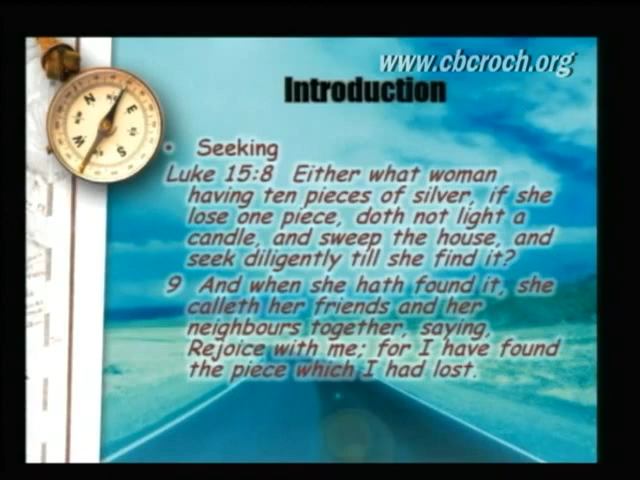 www.cbcroch.org
Introduction
• Seeking
Luke 15:8 Either what woman
having ten pieces of silver, if she
lose one piece, doth not light a
candle, and sweep the house, and
seek diligently till she find it?
9 And when she hath found it, she
calleth her friends and her
neighbours together, saying,
Rejoice with me; for I have found
the piece which I had lost.
N
E
S
W